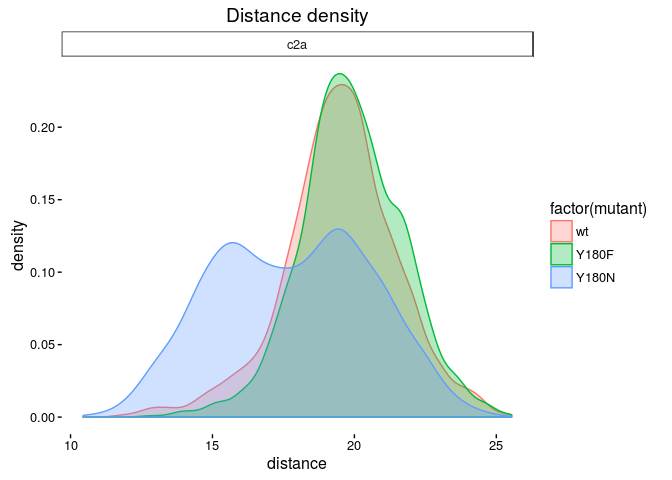 Distance density
c2a
density
0.20
0.15
0.10
0.05
0.00
10 15 20 25
distance
factor(mutant)
wt
Y180F
Y180N